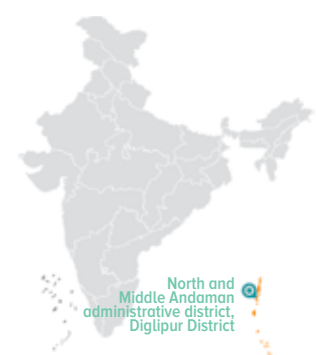 North and
Middle Andaman
administrative district,
Diglipur District